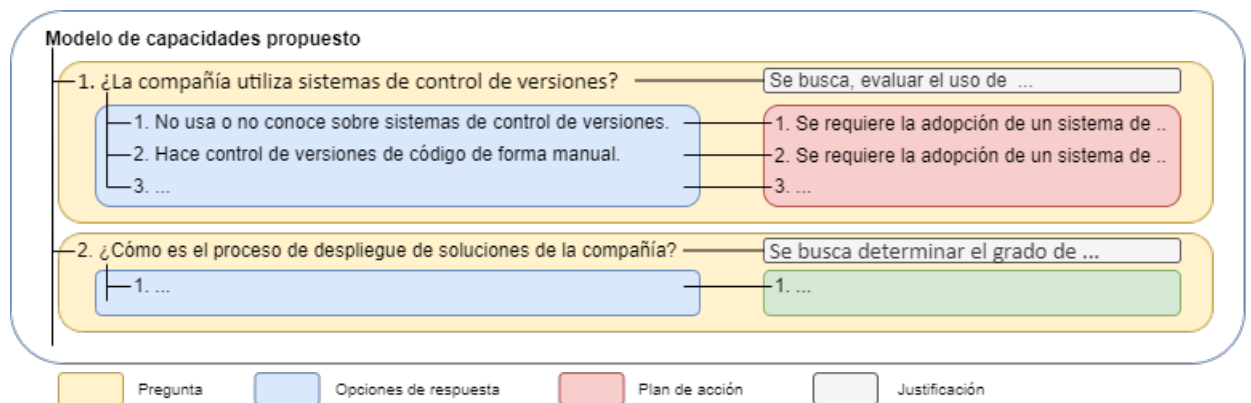 Modelo de capacidades propuesto
1. ¿La compañía utiliza sistemas de control de versiones?
Se busca, evaluar el uso de ...
1. No usa o no conoce sobre sistemas de control de versiones.
1. Se requiere la adopción de un sistema de ..
2. Hace control de versiones de código de forma manual.
2. Se requiere la adopción de un sistema de ..
3. ...
3. ...
2. ¿Cómo es el proceso de despliegue de soluciones de la compañía?
Se busca determinar el grado de ...
1. ...
1. ...
Pregunta
Opciones de respuesta
Plan de acción
Justificación